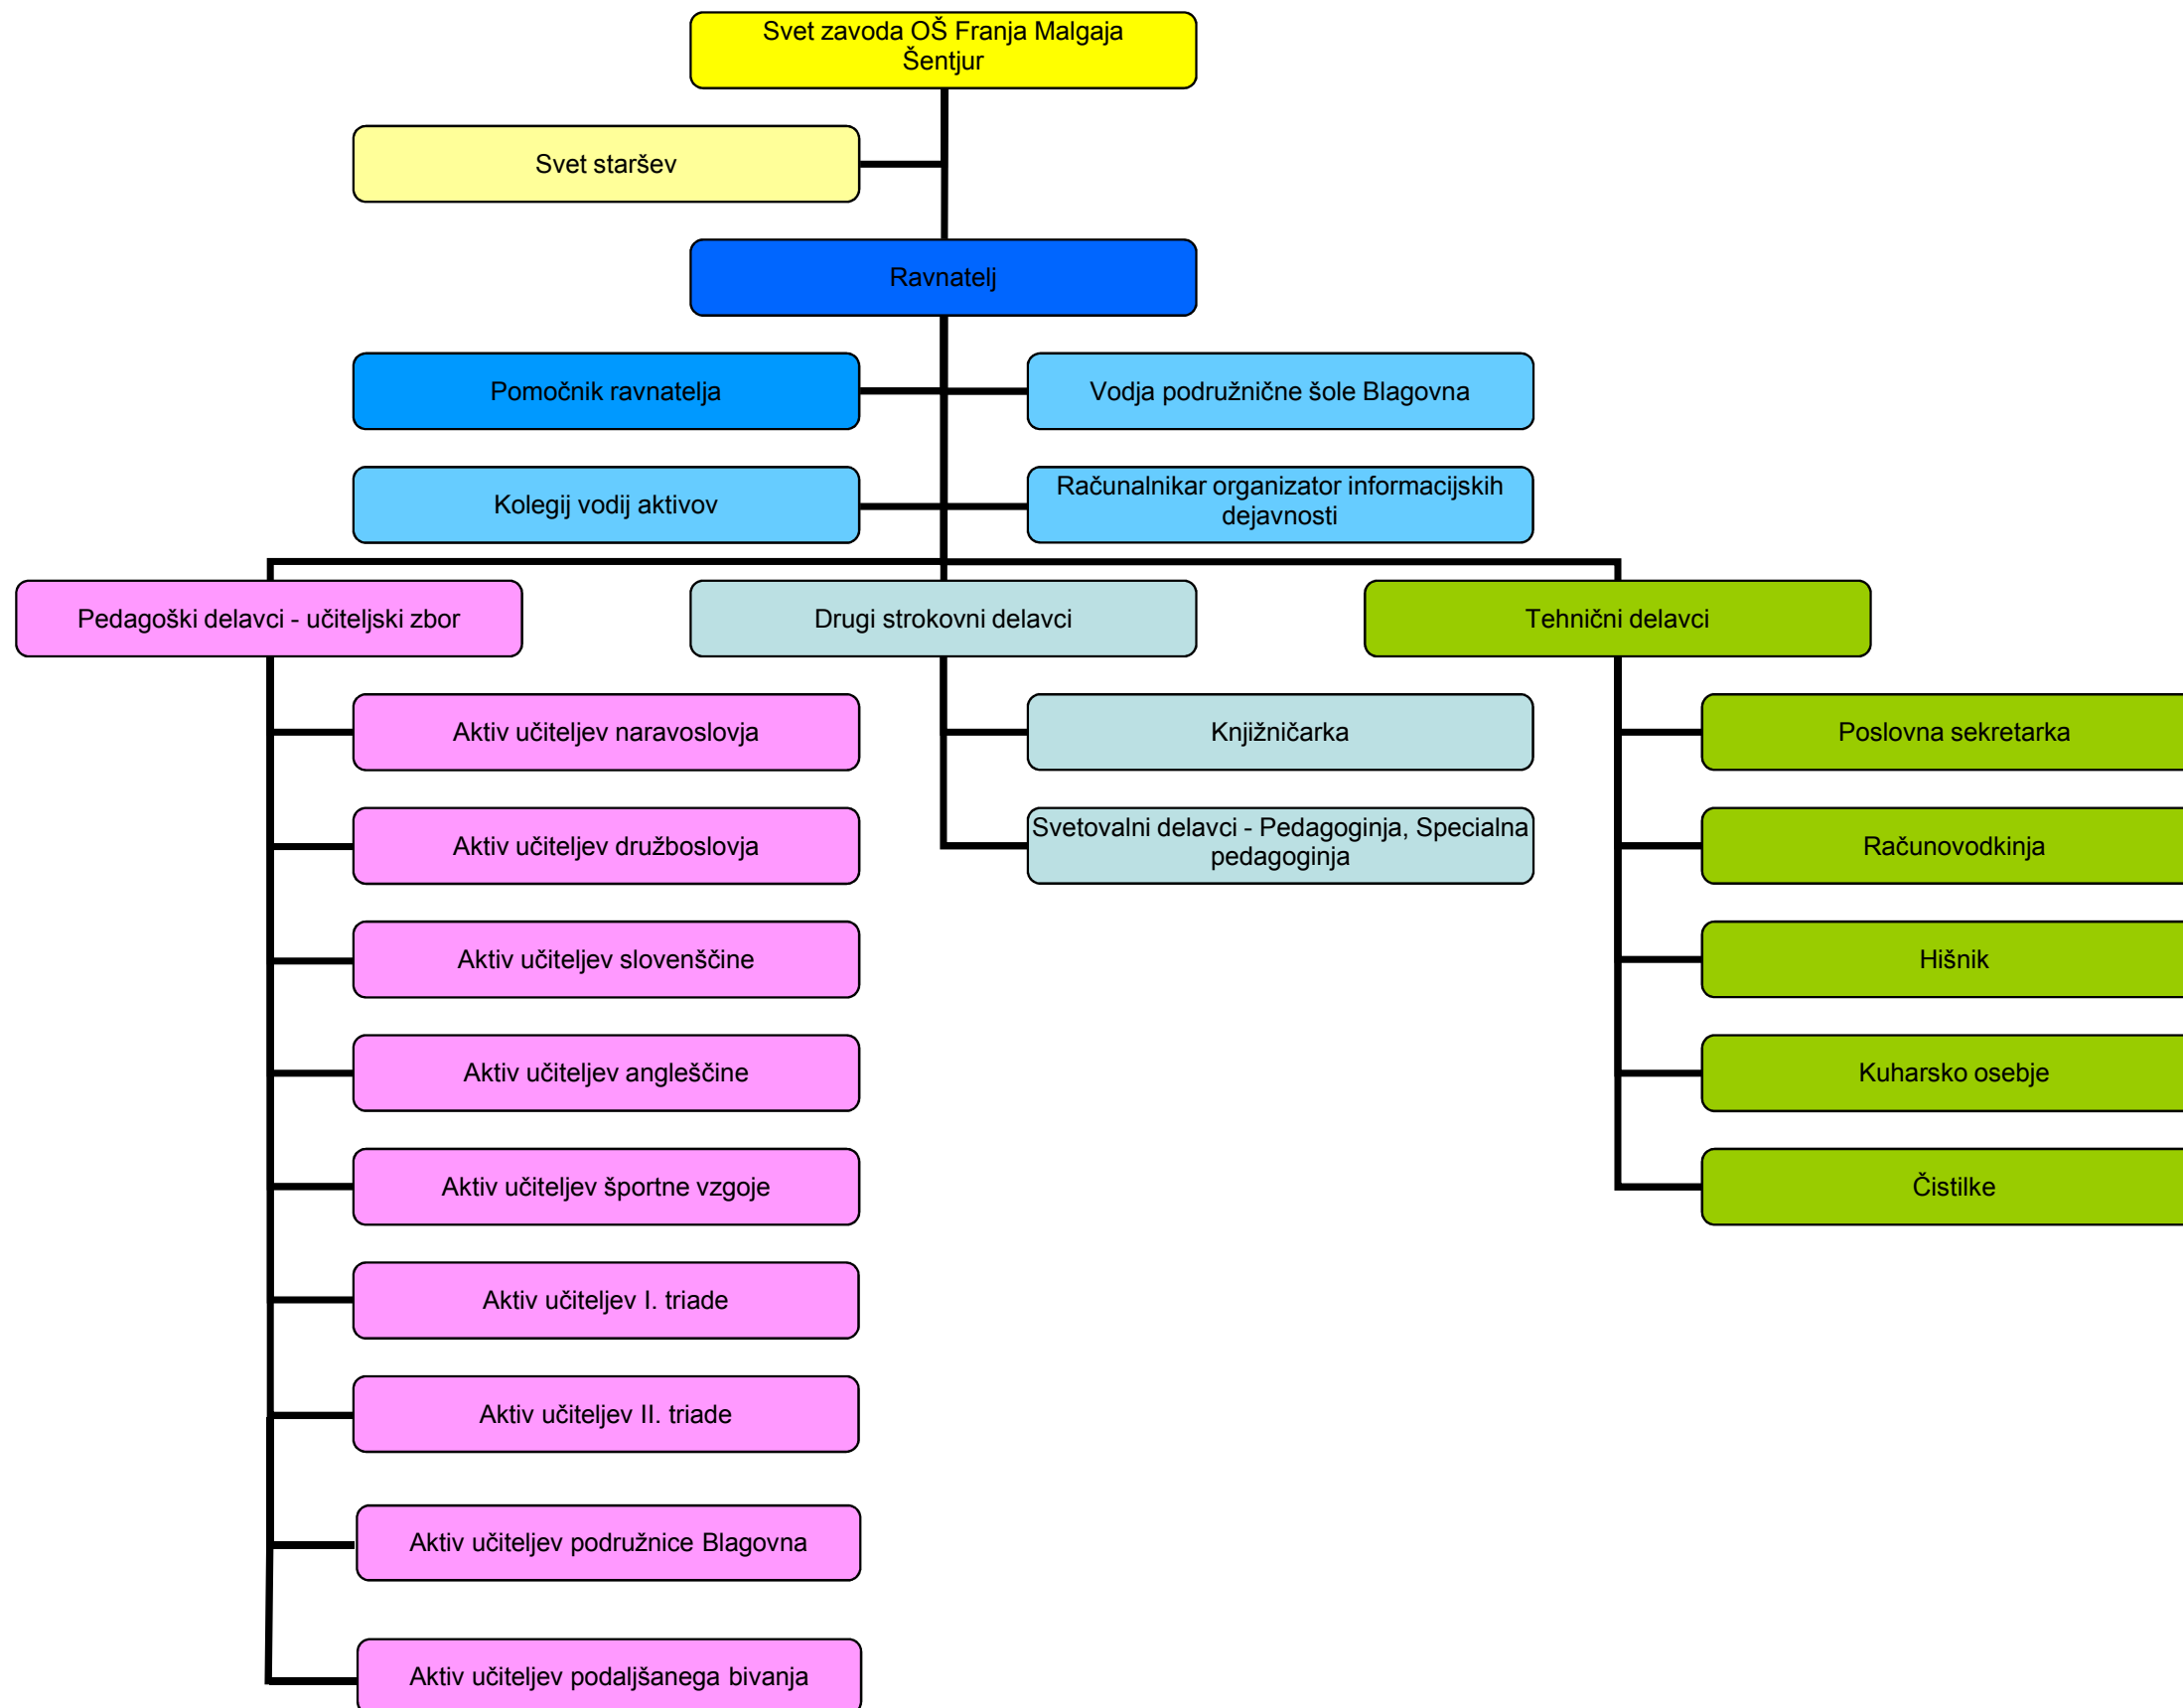 Svet zavoda OŠ Franja Malgaja
Šentjur
Svet staršev
Ravnatelj
Pomočnik ravnatelja
Vodja podružnične šole Blagovna
Kolegij vodij aktivov
Računalnikar organizator informacijskih
dejavnosti
Pedagoški delavci - učiteljski zbor
Drugi strokovni delavci
Tehnični delavci
Aktiv učiteljev naravoslovja
Knjižničarka
Poslovna sekretarka
Aktiv učiteljev družboslovja
Svetovalni delavci - Pedagoginja, Specialna
pedagoginja
Računovodkinja
Aktiv učiteljev slovenščine
Hišnik
Aktiv učiteljev angleščine
Kuharsko osebje
Aktiv učiteljev športne vzgoje
Čistilke
Aktiv učiteljev I. triade
Aktiv učiteljev II. triade
Aktiv učiteljev podružnice Blagovna
Aktiv učiteljev podaljšanega bivanja